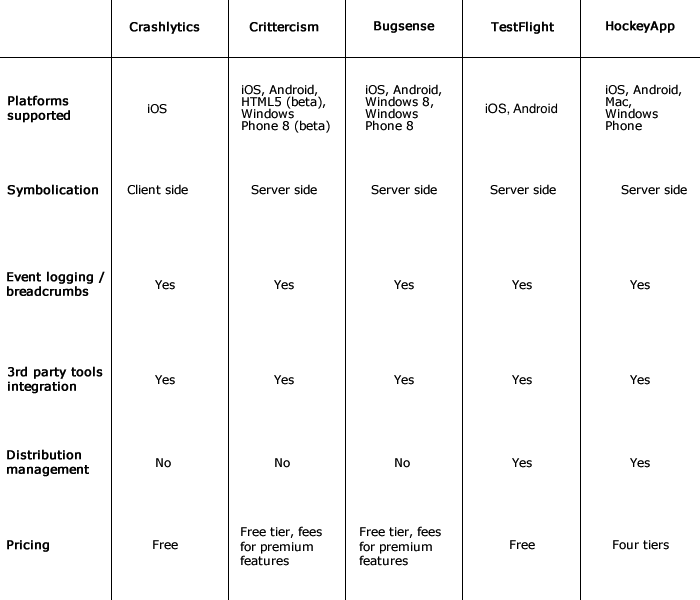 Crashlytics Crittercism Bugsense TestFlight HockeyApp
Platforms
supported
iOS
iOS, Android,
HTML5 (beta),
Windows
Phone 8 (beta)
iOS, Android,
Windows 8,
Windows
Phone 8
iOS, Android
iOS, Android,
Mac,
Windows
Phone
Symbolication Client side Server side Server side Server side Server side
Event logging /
breadcrumbs
Yes Yes Yes Yes Yes
3rd party tools
integration
Yes Yes Yes Yes Yes
Distribution
management
No No No Yes Yes
Pricing
Free
Free tier, fees
for premium
features
Free tier, fees
for premium
features
Free
Four tiers